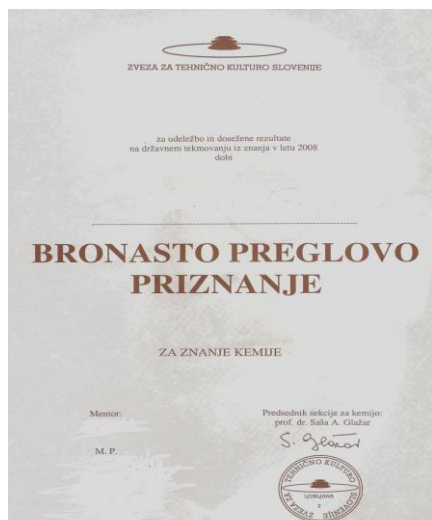 ZVEZA ZA TEHNIČNO KULTURO SLOVENIJE
za udeležbo in dosežene rezultate
na državnem tekmovanju iz znanja v letu 2008
dobi
BRONASTO PREGLOVO
PRIZNANJE
ZA ZNANJE KEMIJE
Mentor:
M. P.
Predsednik sekcije za kemijo:
prof. dr. Saša A. Glažar
S. Glažar
ZVEZA ZA TEHNIČNO KULTURO SLOVENIJE
LJUBLJANA
2